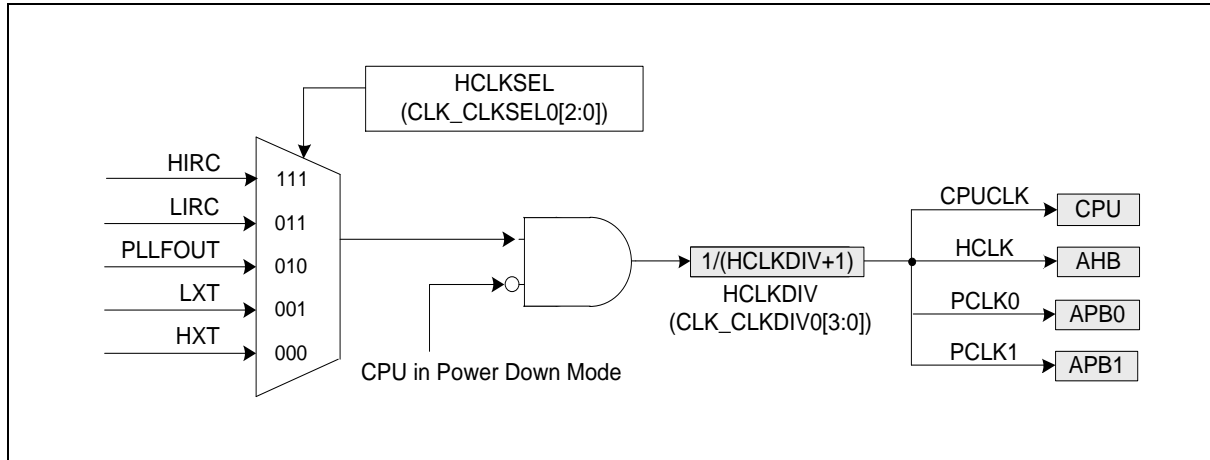 HCLKSEL
(CLK_CLKSEL0[2:0])
HIRC
111
LIRC
011
PLLFOUT
010
LXT
001
HXT
000
CPU in Power Down Mode
1/(HCLKDIV+1)
HCLKDIV
(CLK_CLKDIV0[3:0])
CPUCLK
CPU
HCLK
AHB
PCLK0
APB0
PCLK1
APB1